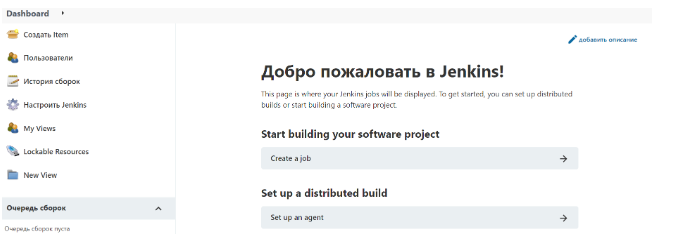 Dashboard
Создать Item
Пользователи
История сборок
Настроить Jenkins
My Views
Lockable Resources
New View
Очередь сборок
Очередь сборок пуста
добавить описание
Добро пожаловать в Jenkins!
This page is where your Jenkins jobs will be displayed. To get started, you can set up distributed
builds or start building a software project.
Start building your software project
Create a job
Set up a distributed build
Set up an agent